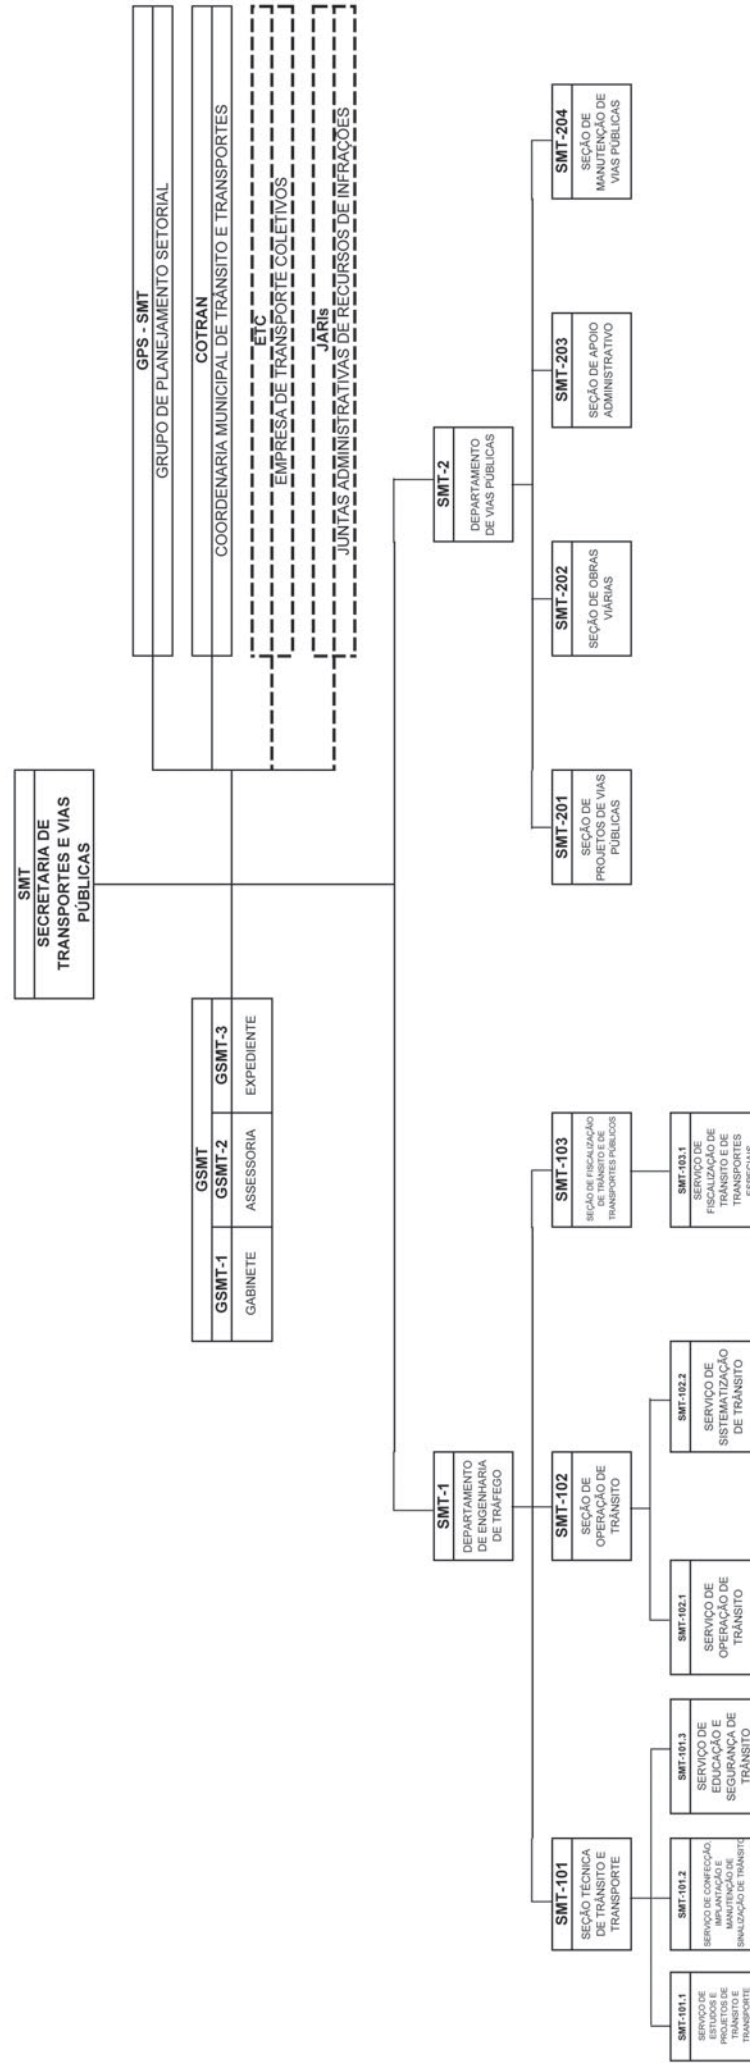 SMT
SECRETARIA DE
TRANSPORTES E VIAS
PÚBLICAS
GPS - SMT
GRUPO DE PLANEJAMENTO SETORIAL
COTRAN
COORDENARIA MUNICIPAL DE TRÂNSITO E TRANSPORTES
ETC
EMPRESA DE TRANSPORTE COLETIVOS
JARIs
JUNTAS ADMINISTRATIVAS DE RECURSOS DE INFRAÇÕES
GSMT
GSMT-1
GSMT-2
GSMT-3
GABINETE
ASSESSORIA
EXPEDIENTE
SMT-1
DEPARTAMENTO
DE ENGENHARIA
DE TRÁFEGO
SMT-2
DEPARTAMENTO
DE VIAS PÚBLICAS
SMT-101
SEÇÃO TÉCNICA
DE TRÂNSITO E
TRANSPORTE
SMT-102
SEÇÃO DE
OPERAÇÃO DE
TRÂNSITO
SMT-103
SEÇÃO DE FISCALIZAÇÃO
DE TRÂNSITO E DE
TRANSPORTES PÚBLICOS
SMT-201
SEÇÃO DE
PROJETOS DE VIAS
PÚBLICAS
SMT-202
SEÇÃO DE OBRAS
VIÁRIAS
SMT-203
SEÇÃO DE APOIO
ADMINISTRATIVO
SMT-204
SEÇÃO DE
MANUTENÇÃO DE
VIAS PÚBLICAS
SMT-101.1
SERVIÇO DE
ESTUDOS E
PROJETOS DE
TRÂNSITO E
TRANSPORTE
SMT-101.2
SERVIÇO DE CONFECÇÃO,
IMPLANTAÇÃO E
MANUTENÇÃO DE
SINALIZAÇÃO DE TRÂNSITO
SMT-101.3
SERVIÇO DE
EDUCAÇÃO E
SEGURANÇA DE
TRÂNSITO
SMT-102.1
SERVIÇO DE
OPERAÇÃO DE
TRÂNSITO
SMT-102.2
SERVIÇO DE
SISTEMATIZAÇÃO
DE TRÂNSITO
SMT-103.1
SERVIÇO DE
FISCALIZAÇÃO DE
TRÂNSITO E DE
TRANSPORTES
ESPECIAIS